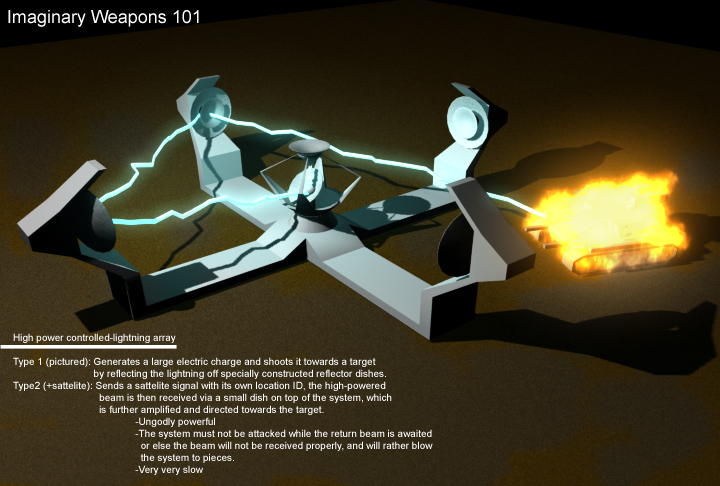 Imaginary Weapons 101
High power controlled-lightning array
Type 1 (pictured): Generates a large electric charge and shoots it towards a target
by reflecting the lightning off specially constructed reflector dishes.
Type2 (+sattelite): Sends a sattelite signal with its own location ID, the high-powered
beam is then received via a small dish on top of the system, which
is further amplified and directed towards the target.
-Ungodly powerful
-The system must not be attacked while the return beam is awaited
or else the beam will not be received properly, and will rather blow
the system to pieces.
-Very very slow